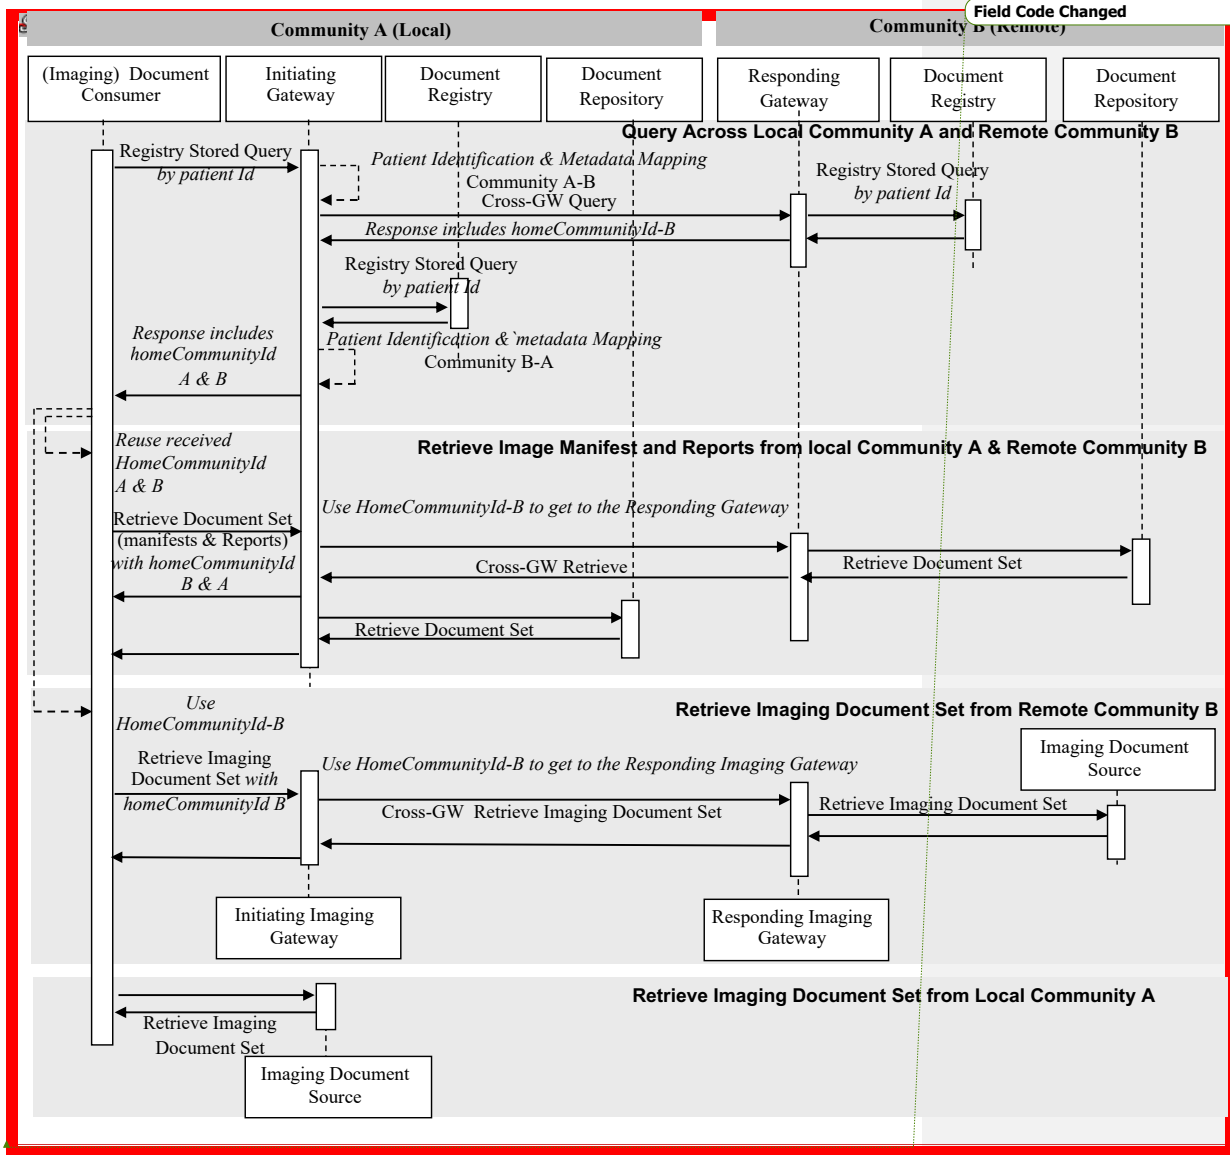 Field Code Changed
Community A (Local)
Community B (Remote)
(Imaging) Document
Consumer
Initiating
Gateway
Document
Registry
Document
Repository
Responding
Gateway
Document
Registry
Document
Repository
Query Across Local Community A and Remote Community B
Registry Stored Query
by patient Id
Patient Identification & Metadata Mapping
Community A-B
Cross-GW Query
Registry Stored Query
by patient Id
Response includes homeCommunityId-B
Registry Stored Query
by patient Id
Response includes
homeCommunityId
A & B
Patient Identification &`metadata Mapping
Community B-A
Reuse received
HomeCommunityId
A & B
Retrieve Image Manifest and Reports from local Community A & Remote Community B
Use HomeCommunityId-B to get to the Responding Gateway
Retrieve Document Set
(manifests & Reports)
with homeCommunityId
B & A
Cross-GW Retrieve
Retrieve Document Set
Retrieve Document Set
Use
HomeCommunityId-B
Retrieve Imaging Document Set from Remote Community B
Imaging Document
Source
Retrieve Imaging
Document Set with
homeCommunityId B
Use HomeCommunityId-B to get to the Responding Imaging Gateway
Cross-GW Retrieve Imaging Document Set
Retrieve Imaging Document Set
Initiating Imaging
Gateway
Responding Imaging
Gateway
Retrieve Imaging Document Set from Local Community A
Retrieve Imaging
Document Set
Imaging Document
Source